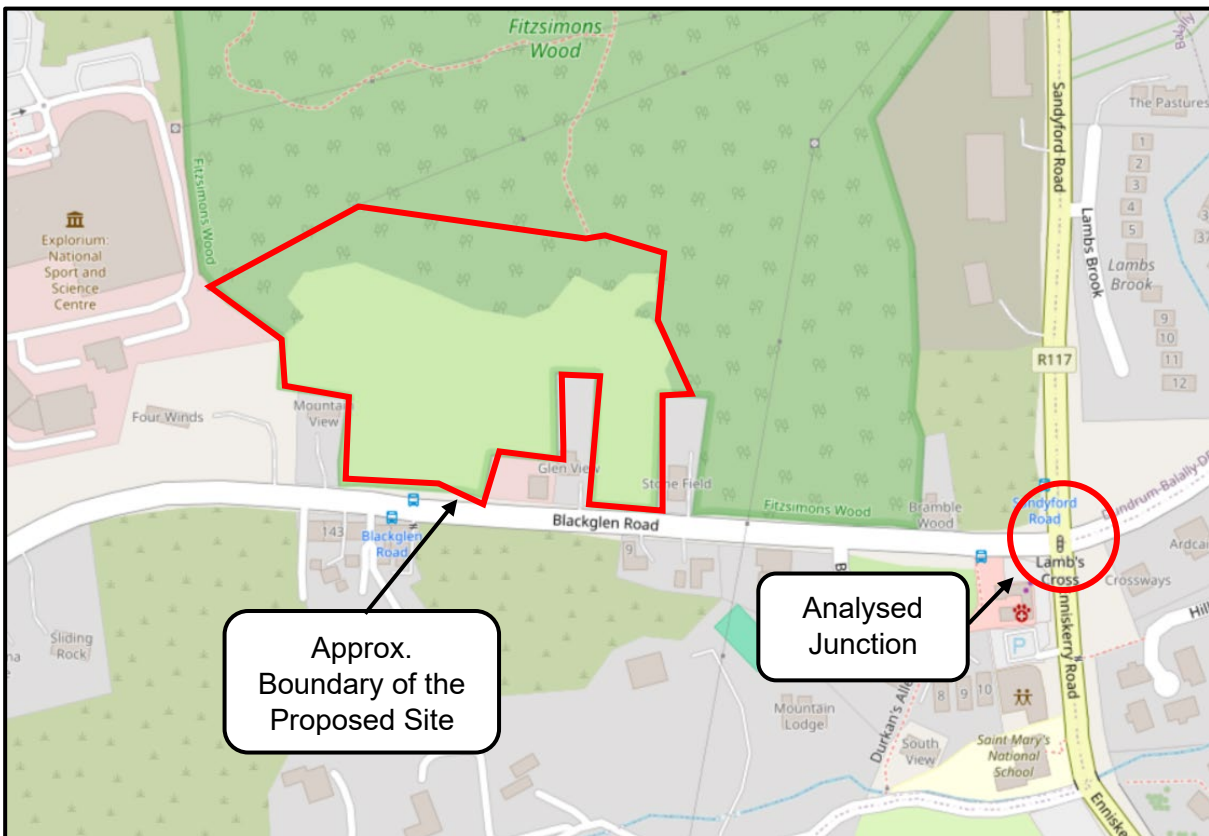 Fitzsimons
Wood
Sandyford Road
The Pastures
1
2
3
4
5
Lambs Brook
Lambs
Brook
9
10
11
12
37
R117
Fitzsimons Wood
Explorium:
National
Sport and
Science
Centre
Four Winds
Mountain
View
Glen View
Stone Field
Fitzsimons Wood
Bramble
Wood
Sandyford
Road
Lamb's
Cross
Crossways
143
Blackglen
Road
Blackglen Road
9
Approx.
Boundary of the
Proposed Site
Analysed
Junction
Enniskerry Road
Sliding
Rock
Mountain
Lodge
8
9
10
South
View
Saint Mary's
National
School
P